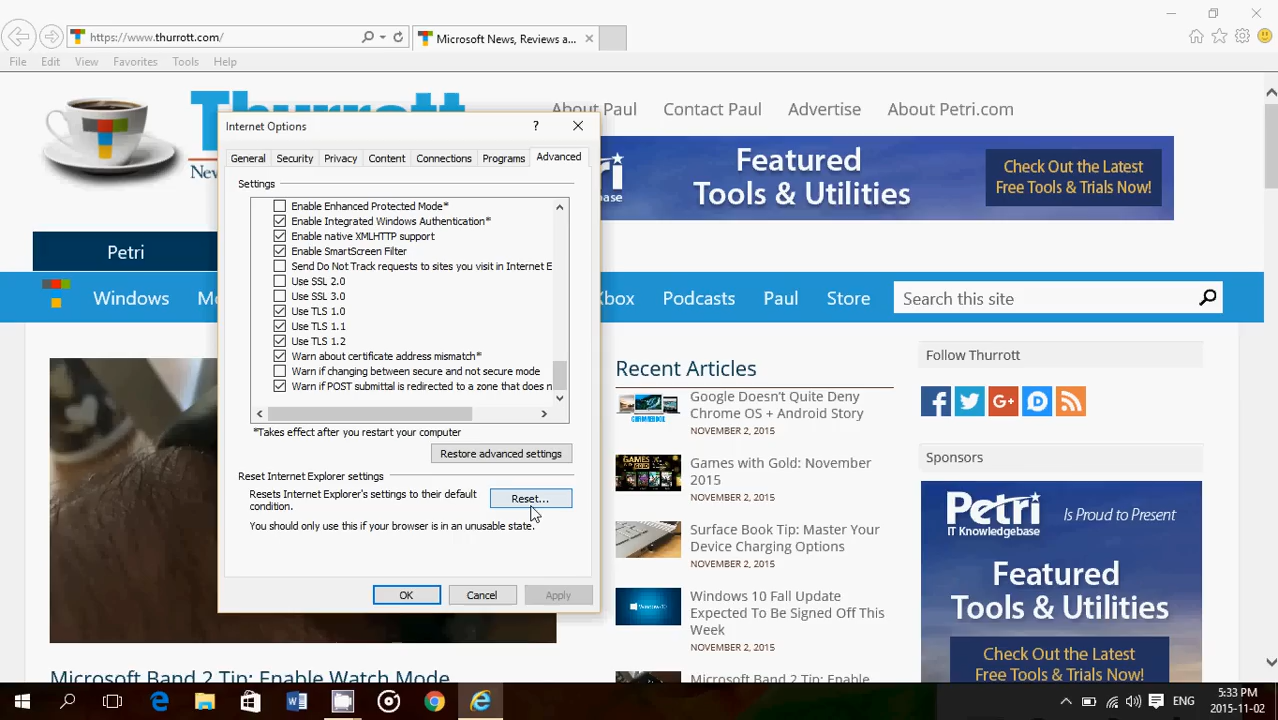 https://www.thurrott.com/
Microsoft News, Reviews a...
File Edit View Favorites Tools Help
Thurrott
About Paul Contact Paul Advertise About Petri.com
Featured
Tools & Utilities
Check Out the Latest
Free Tools & Trials Now!
Petri
Windows
Xbox Podcasts Paul Store
Search this site
Internet Options
?
General Security Privacy Content Connections Programs Advanced
Settings
Enable Enhanced Protected Mode*
Enable Integrated Windows Authentication*
Enable native XMLHTTP support
Enable SmartScreen Filter
Send Do Not Track requests to sites you visit in Internet E
Use SSL 2.0
Use SSL 3.0
Use TLS 1.0
Use TLS 1.1
Use TLS 1.2
Warn about certificate address mismatch*
Warn if changing between secure and not secure mode
Warn if POST submittal is redirected to a zone that does n
*Takes effect after you restart your computer
Restore advanced settings
Reset Internet Explorer settings
Resets Internet Explorer's settings to their default
condition.
Reset...
You should only use this if your browser is in an unusable state.
OK Cancel Apply
Microsoft Band 2 Tip: Enable Watch Mode
Recent Articles
Google Doesn't Quite Deny
Chrome OS + Android Story
NOVEMBER 2, 2015
Games with Gold: November
2015
NOVEMBER 2, 2015
Surface Book Tip: Master Your
Device Charging Options
NOVEMBER 2, 2015
Windows 10 Fall Update
Expected To Be Signed Off This
Week
NOVEMBER 2, 2015
Microsoft Band 2 Tip: Enable
Follow Thurrott
Sponsors
Petri
IT Knowledgebase
Is Proud to Present
Featured
Tools & Utilities
Check Out the Latest
Free Tools & Trials Now!
ENG
5:33 PM
2015-11-02